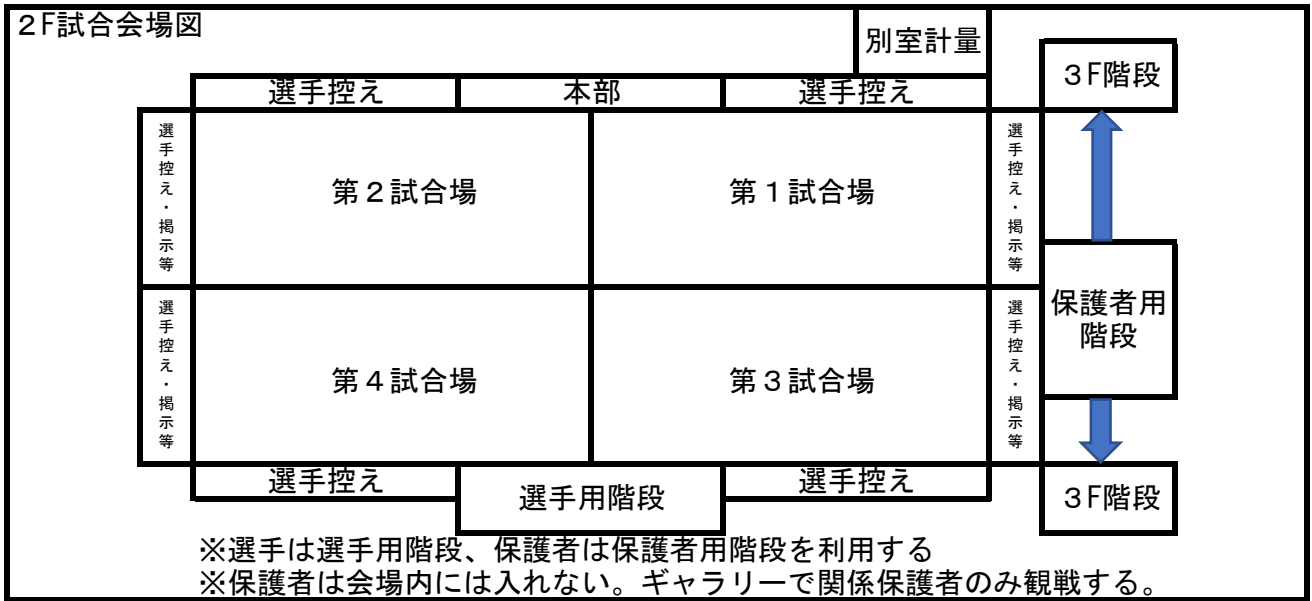 ２F試合会場図
別室計量
３F階段
選手控え
本部
選手控え
選手控え・掲示等
第２試合場
第１試合場
選手控え・掲示等
保護者用
階段
選手控え・掲示等
第４試合場
第３試合場
選手控え・掲示等
選手控え
選手用階段
選手控え
３F階段
※選手は選手用階段、保護者は保護者用階段を利用する
※保護者は会場内には入れない。ギャラリーで関係保護者のみ観戦する。